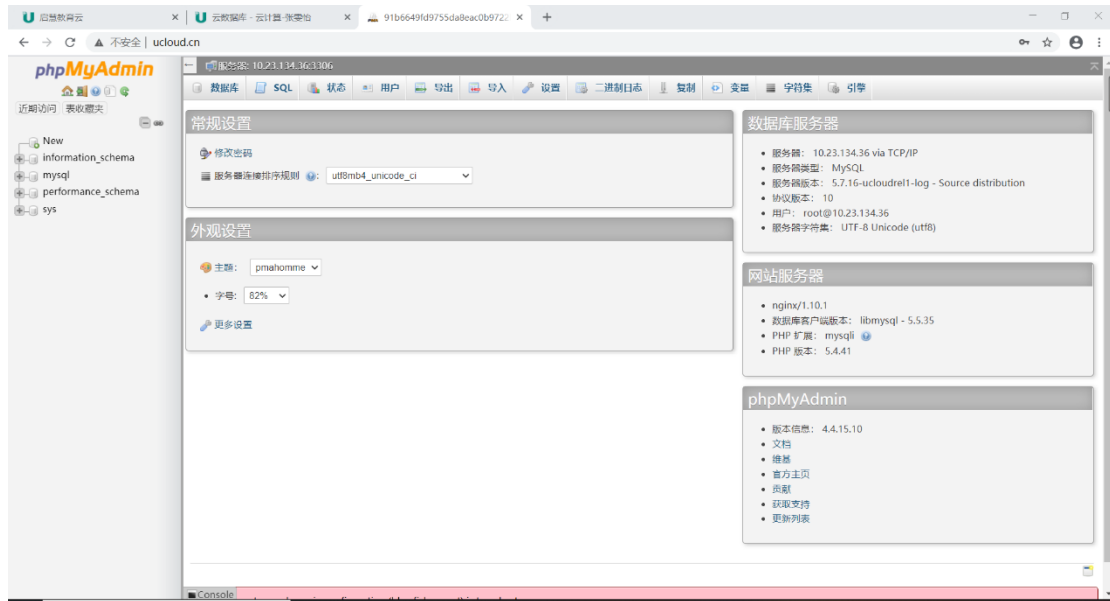 启慧教育云
云数据库 - 云计算-张雯怡
91b6649fd9755da8eac0b9722
不安全 | ucloud.cn
phpMyAdmin
近期访问 表收藏夹
New
information_schema
mysql
performance_schema
sys
服务器: 10.23.134.36:3306
数据库 SQL 状态 用户 导出 导入 设置 二进制日志 复制 变量 字符集 引擎
常规设置
修改密码
服务器连接排序规则 : utf8mb4_unicode_ci
外观设置
主题: pmahomme
字号: 82%
更多设置
数据库服务器
服务器: 10.23.134.36 via TCP/IP
服务器类型: MySQL
服务器版本: 5.7.16-ucloudrel1-log - Source distribution
协议版本: 10
用户: root@10.23.134.36
服务器字符集: UTF-8 Unicode (utf8)
网站服务器
nginx/1.10.1
数据库客户端版本: libmysql - 5.5.35
PHP 扩展: mysqli
PHP 版本: 5.4.41
phpMyAdmin
版本信息: 4.4.15.10
文档
维基
官方主页
贡献
获取支持
更新列表
Console